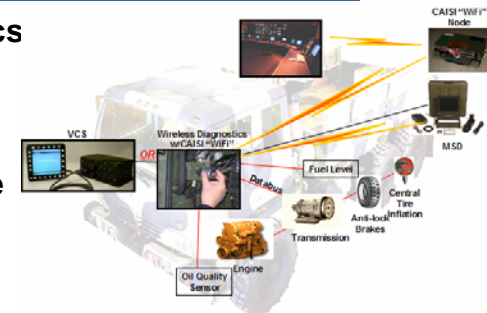 cs
CAISI "WiFi"
Node
VCS
OR
Wireless Diagnostics
w/CAISI "WiFi"
MSD
Fuel Level
Databus
Central
Tire
Inflation
Anti-lock
Brakes
Transmission
e
Engine
Oil Quality
Sensor